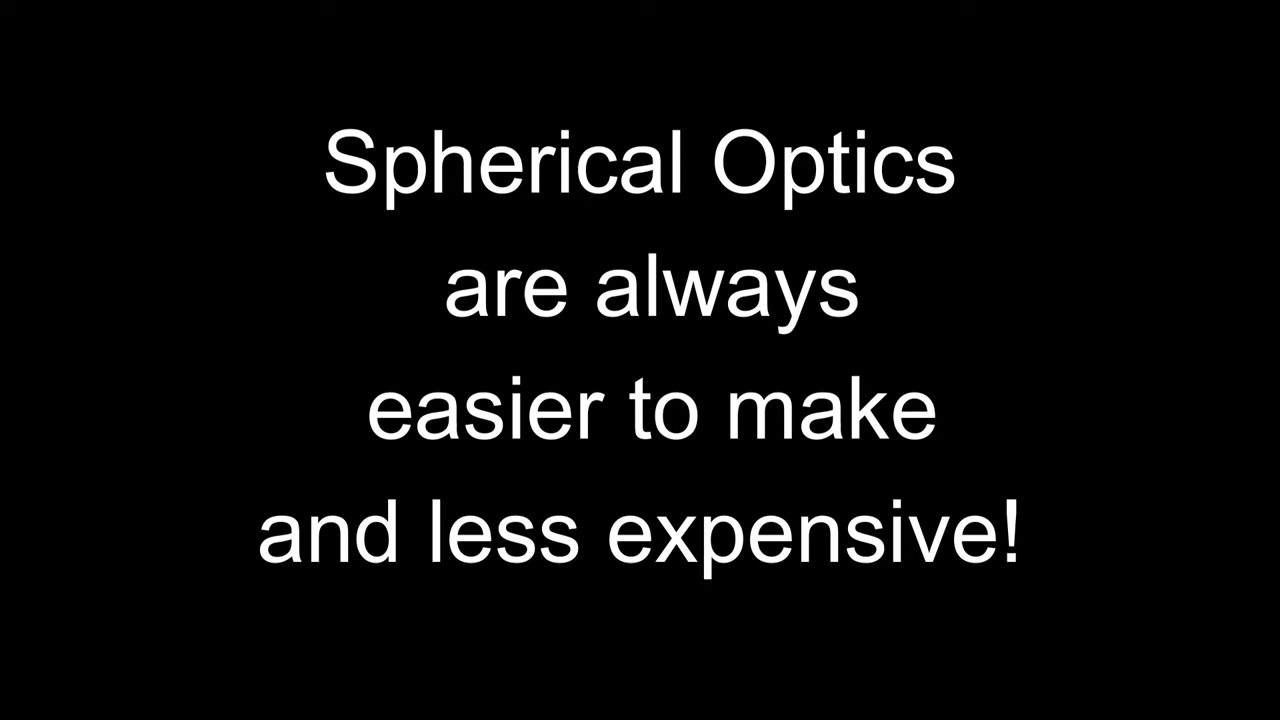 Spherical Optics
are always
easier to make
and less expensive!